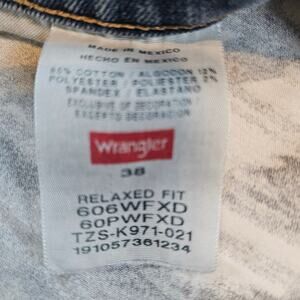 MADE IN MEXICO
HECHO EN MEXICO
85% COTTON / ALGODON 12%
POLYESTER / POLIESTER 3%
SPANDEX / ELASTANO
EXCLUSIVE OF DECORATION /
EXCEPTO DECORACION
Wrangler
38
RELAXED FIT
606WFXD
60PWFXD
TZS-K971-021
191057361234